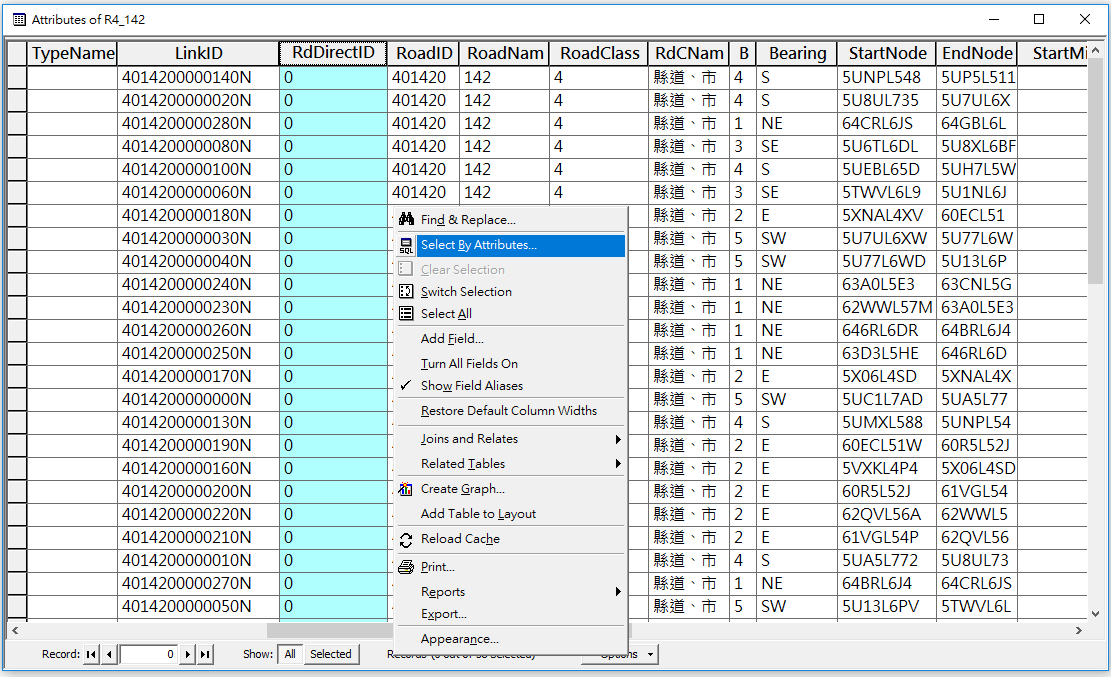 Attributes of R4_142
TypeName LinkID RdDirectID RoadID RoadNam RoadClass RdCNam B Bearing StartNode EndNode StartMi
4014200000140N 0 401420 142 4 縣道、市 4 S 5UNPL548 5UP5L511
4014200000020N 0 401420 142 4 縣道、市 4 S 5U8UL735 5U7UL6X
4014200000280N 0 401420 142 4 縣道、市 1 NE 64CRL6JS 64GBL6L
4014200000080N 0 401420 142 4 縣道、市 3 SE 5U6TL6DL 5U8XL6BF
4014200000100N 0 401420 142 4 縣道、市 4 S 5UEBL65D 5UH7L5W
4014200000060N 0 401420 142 4 縣道、市 3 SE 5TWVL6L9 5U1NL6J
4014200000180N 0 縣道、市 2 E 5XNAL4XV 60ECL51
4014200000030N 0 縣道、市 5 SW 5U7UL6XW 5U77L6W
4014200000040N 0 縣道、市 5 SW 5U77L6WD 5U13L6P
4014200000240N 0 縣道、市 1 NE 63A0L5E3 63CNL5G
4014200000230N 0 縣道、市 1 NE 62WWL57M 63A0L5E3
4014200000260N 0 縣道、市 1 NE 646RL6DR 64BRL6J4
4014200000250N 0 縣道、市 1 NE 63D3L5HE 646RL6D
4014200000170N 0 縣道、市 2 E 5X06L4SD 5XNAL4X
4014200000000N 0 縣道、市 5 SW 5UC1L7AD 5UA5L77
4014200000130N 0 縣道、市 4 S 5UMXL588 5UNPL54
4014200000190N 0 縣道、市 2 E 60ECL51W 60R5L52J
4014200000160N 0 縣道、市 2 E 5VXKL4P4 5X06L4SD
4014200000200N 0 縣道、市 2 E 60R5L52J 61VGL54
4014200000220N 0 縣道、市 2 E 62QVL56A 62WWL5
4014200000210N 0 縣道、市 2 E 61VGL54P 62QVL56
4014200000010N 0 縣道、市 4 S 5UA5L772 5U8UL73
4014200000270N 0 縣道、市 1 NE 64BRL6J4 64CRL6JS
4014200000050N 0 縣道、市 5 SW 5U13L6PV 5TWVL6L
Find & Replace...
Select By Attributes...
Clear Selection
Switch Selection
Select All
Add Field...
Turn All Fields On
Show Field Aliases
Restore Default Column Widths
Joins and Relates
Related Tables
Create Graph...
Add Table to Layout
Reload Cache
Print...
Reports
Export...
Appearance...
Record: 0 Show: All Selected Options